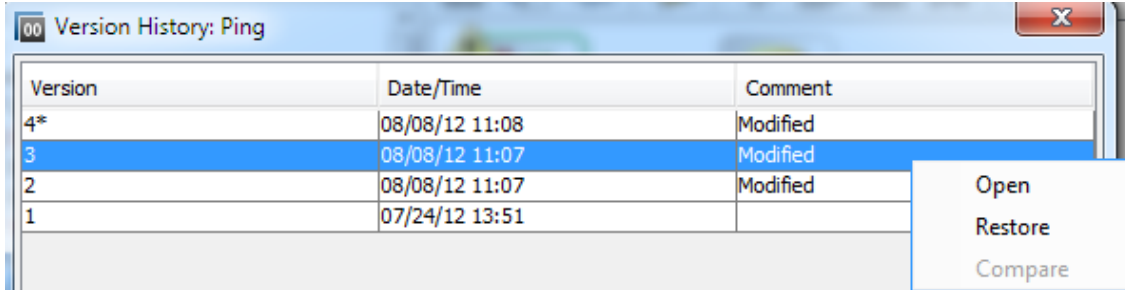 00 Version History: Ping
X
Version Date/Time Comment
4* 08/08/12 11:08 Modified
3 08/08/12 11:07 Modified
2 08/08/12 11:07 Modified
1 07/24/12 13:51
Open
Restore
Compare